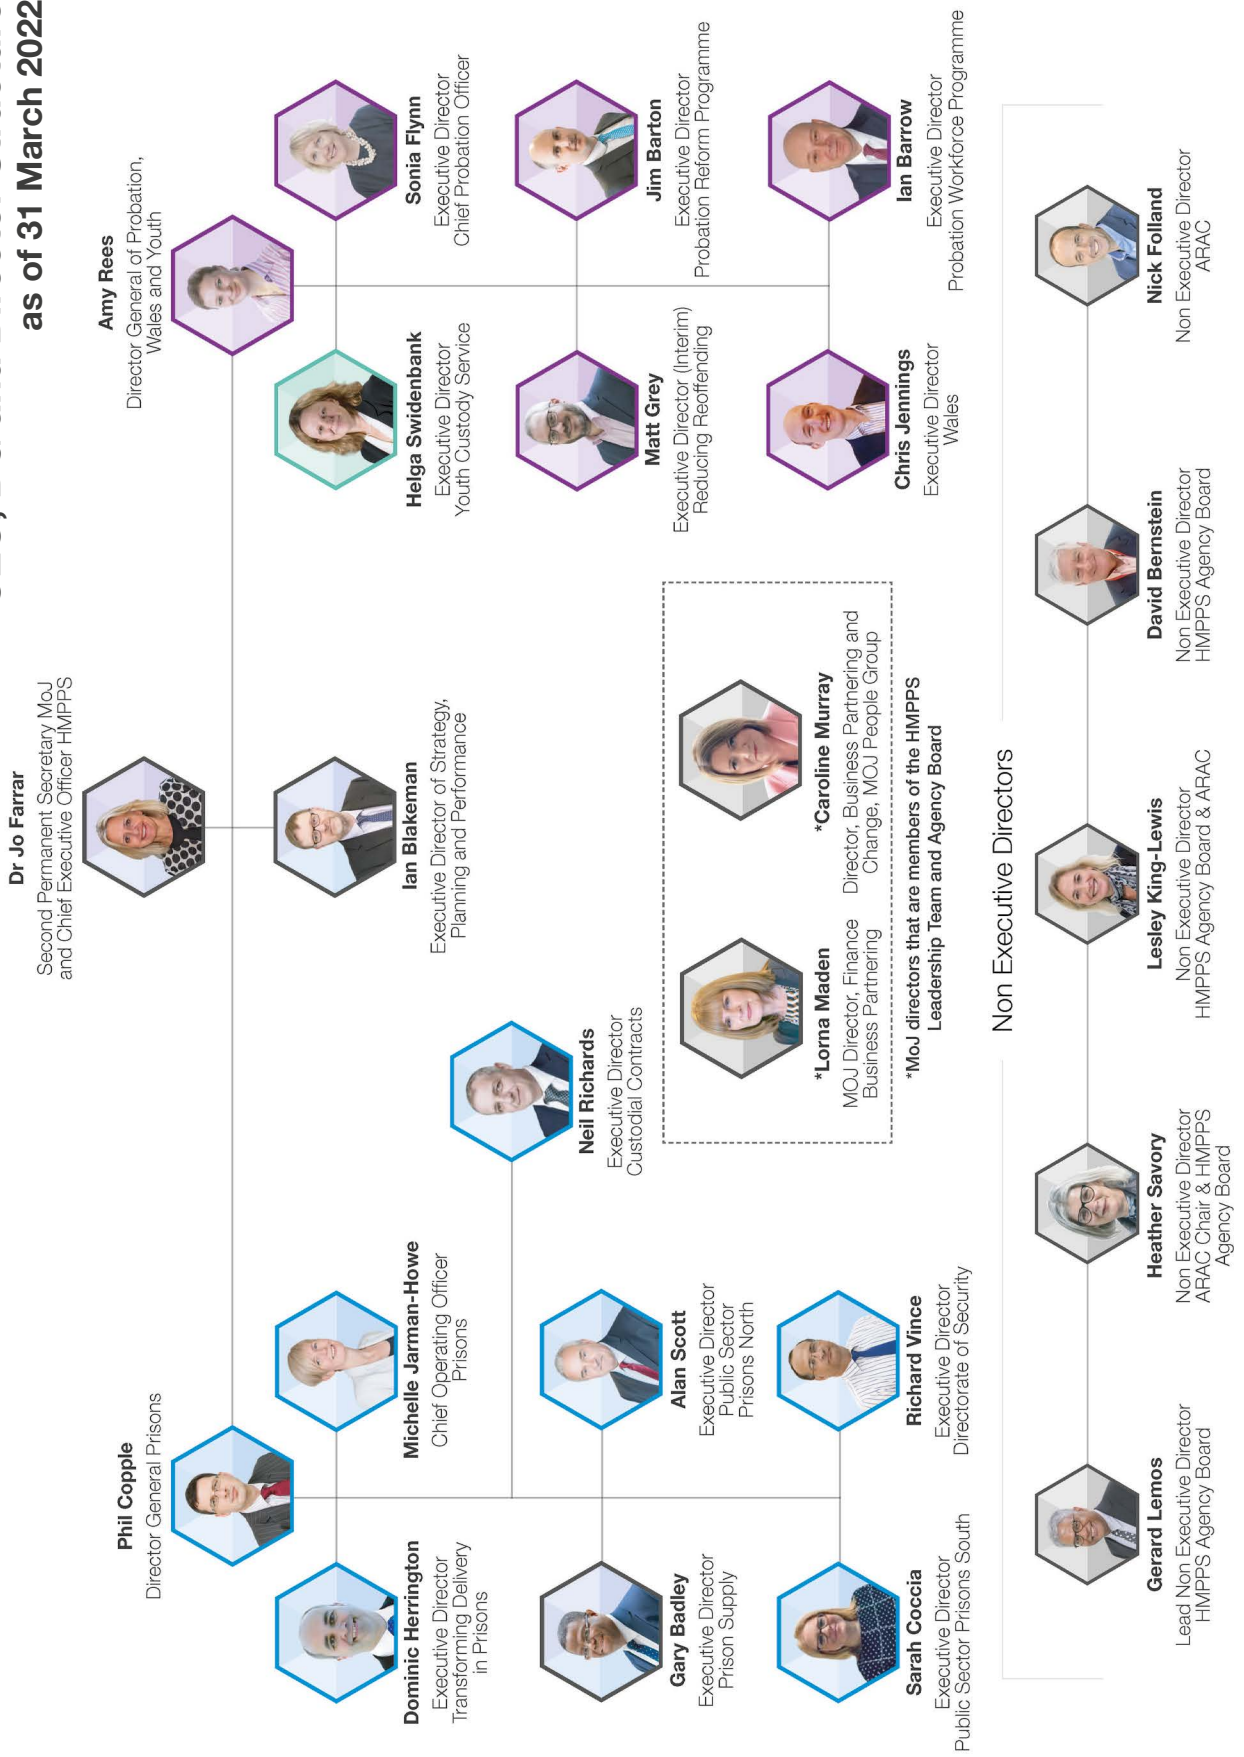 as of 31 March 2022
Dr Jo Farrar
Second Permanent Secretary MoJ
and Chief Executive Officer HMPPS
Phil Copple
Director General Prisons
Amy Rees
Director General of Probation,
Wales and Youth
Dominic Herrington
Executive Director
Transforming Delivery
in Prisons
Michelle Jarman-Howe
Chief Operating Officer
Prisons
Ian Blakeman
Executive Director of Strategy,
Planning and Performance
Helga Swidenbank
Executive Director
Youth Custody Service
Sonia Flynn
Executive Director
Chief Probation Officer
Neil Richards
Executive Director
Custodial Contracts
Gary Badley
Executive Director
Prison Supply
Alan Scott
Executive Director
Public Sector
Prisons North
Matt Grey
Executive Director (Interim)
Reducing Reoffending
Jim Barton
Executive Director
Probation Reform Programme
*Lorna Maden
MOJ Director, Finance
Business Partnering
*Caroline Murray
Director, Business Partnering and
Change, MOJ People Group
*MoJ directors that are members of the HMPPS
Leadership Team and Agency Board
Sarah Coccia
Executive Director
Public Sector Prisons South
Richard Vince
Executive Director
Directorate of Security
Chris Jennings
Executive Director
Wales
Ian Barrow
Executive Director
Probation Workforce Programme
Non Executive Directors
Gerard Lemos
Lead Non Executive Director
HMPPS Agency Board
Heather Savory
Non Executive Director
ARAC Chair & HMPPS
Agency Board
Lesley King-Lewis
Non Executive Director
HMPPS Agency Board & ARAC
David Bernstein
Non Executive Director
HMPPS Agency Board
Nick Folland
Non Executive Director
ARAC